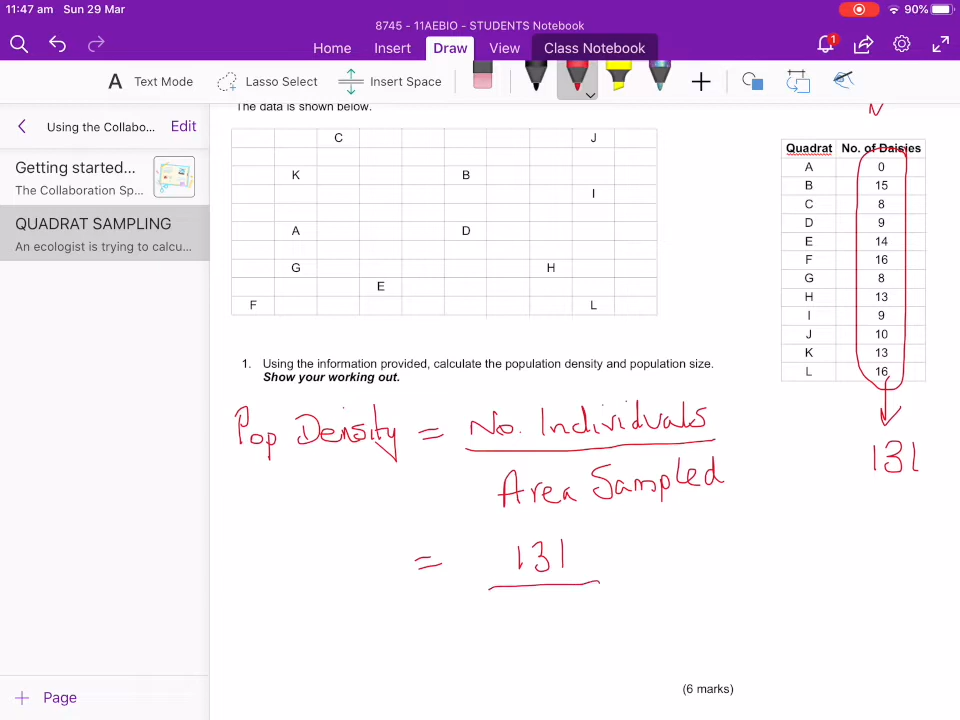 11:47 am Sun 29 Mar
90%
8745 - 11AEBIO - STUDENTS Notebook
Home Insert Draw View Class Notebook
1
A Text Mode Lasso Select Insert Space
Using the Collabo... Edit
Getting started...
The Collaboration Sp...
QUADRAT SAMPLING
An ecologist is trying to calcu...
Page
The data is shown below.
C J
K B
I
A D
G H
E
F L
N
Quadrat No. of Daisies
A 0
B 15
C 8
D 9
E 14
F 16
G 8
H 13
I 9
J 10
K 13
L 16
131
1. Using the information provided, calculate the population density and population size.
Show your working out.
Pop Density = No. Individuals
Area Sampled
= 131
(6 marks)